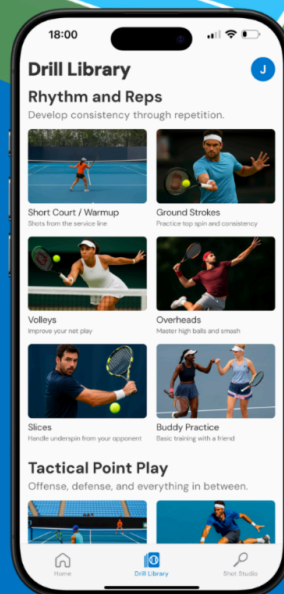 18:00
Drill Library
J
Rhythm and Reps
Develop consistency through repetition.
Short Court / Warmup
Shots from the service line
Ground Strokes
Practice top spin and consistency
Volleys
Improve your net play
Overheads
Master high balls and smash
Slices
Handle underspin from your opponent
Buddy Practice
Basic training with a friend
Tactical Point Play
Offense, defense, and everything in between.
Home
Drill Library
Shot Studio